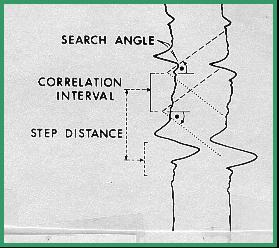 SEARCH ANGLE
CORRELATION
INTERVAL
STEP DISTANCE